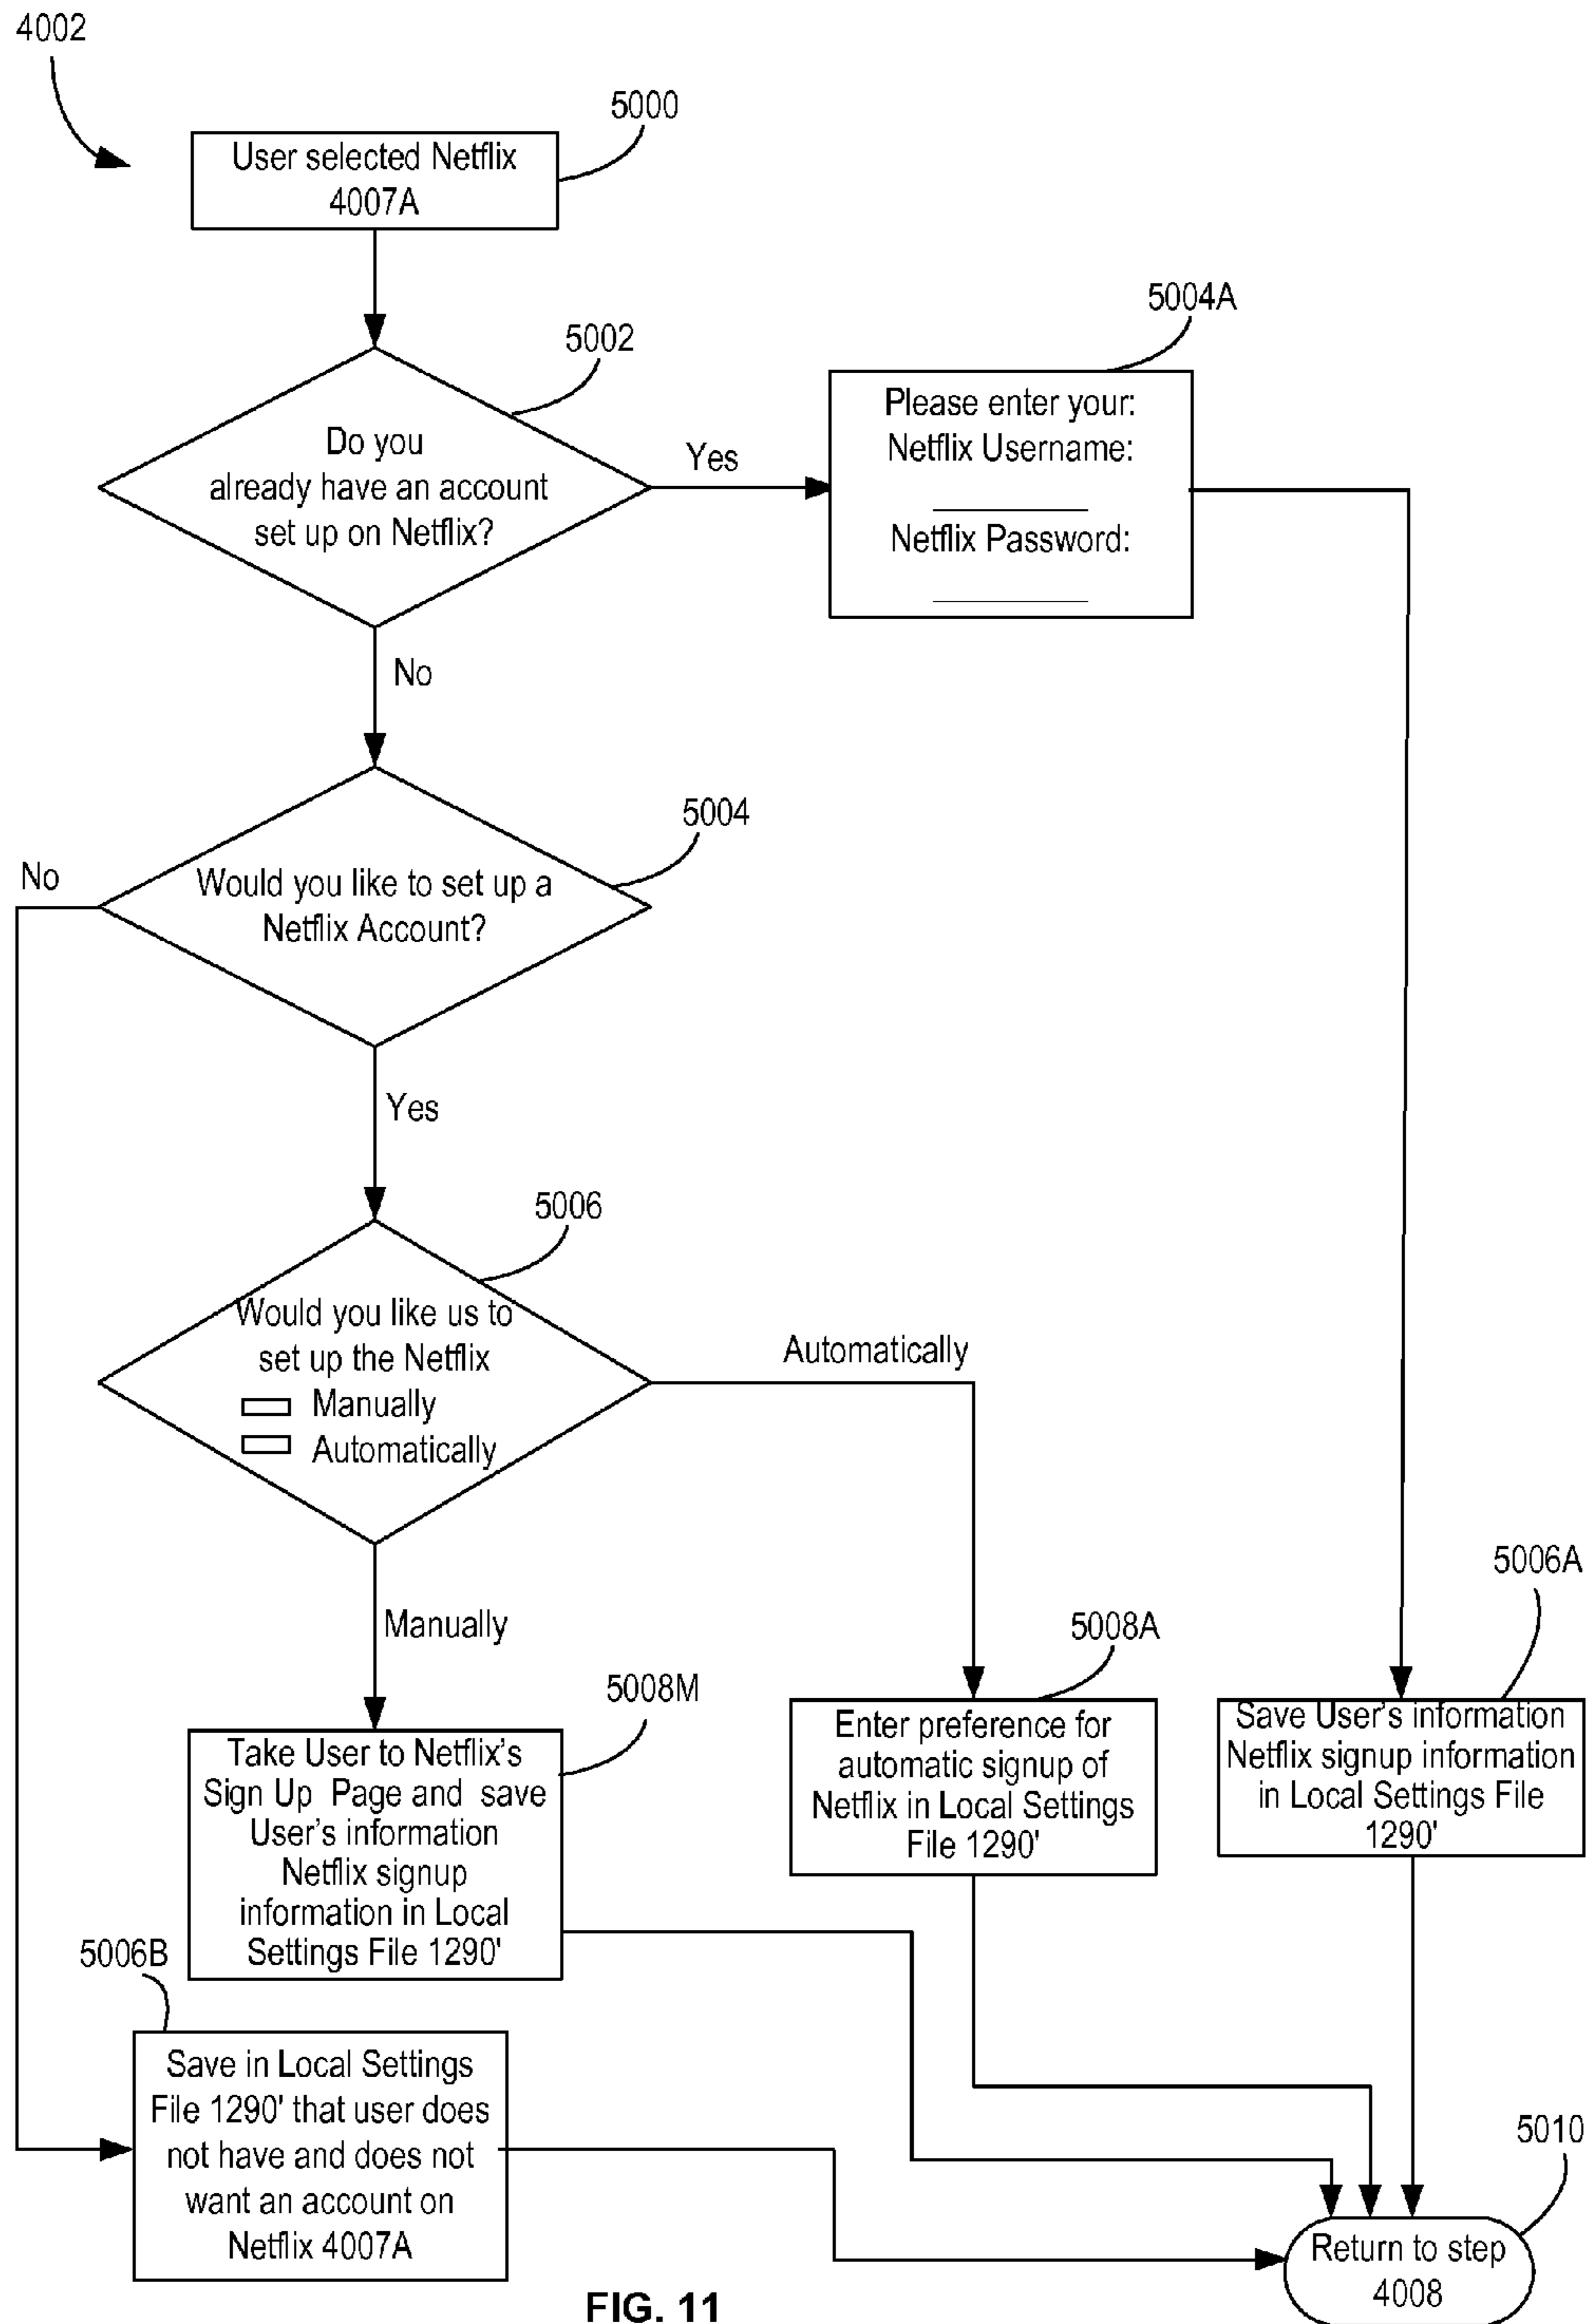 4002
5000
User selected Netflix
4007A
5002
Do you
already have an account
set up on Netflix?
Yes
5004A
Please enter your:
Netflix Username:
Netflix Password:
No
5004
No
Would you like to set up a
Netflix Account?
Yes
5006
Would you like us to
set up the Netflix
Manually
Automatically
Automatically
Manually
5008M
Take User to Netflix's
Sign Up Page and save
User's information
Netflix signup
information in Local
Settings File 1290'
5008A
Enter preference for
automatic signup of
Netflix in Local Settings
File 1290'
5006A
Save User's information
Netflix signup information
in Local Settings File
1290'
5006B
Save in Local Settings
File 1290' that user does
not have and does not
want an account on
Netflix 4007A
5010
Return to step
4008
FIG. 11